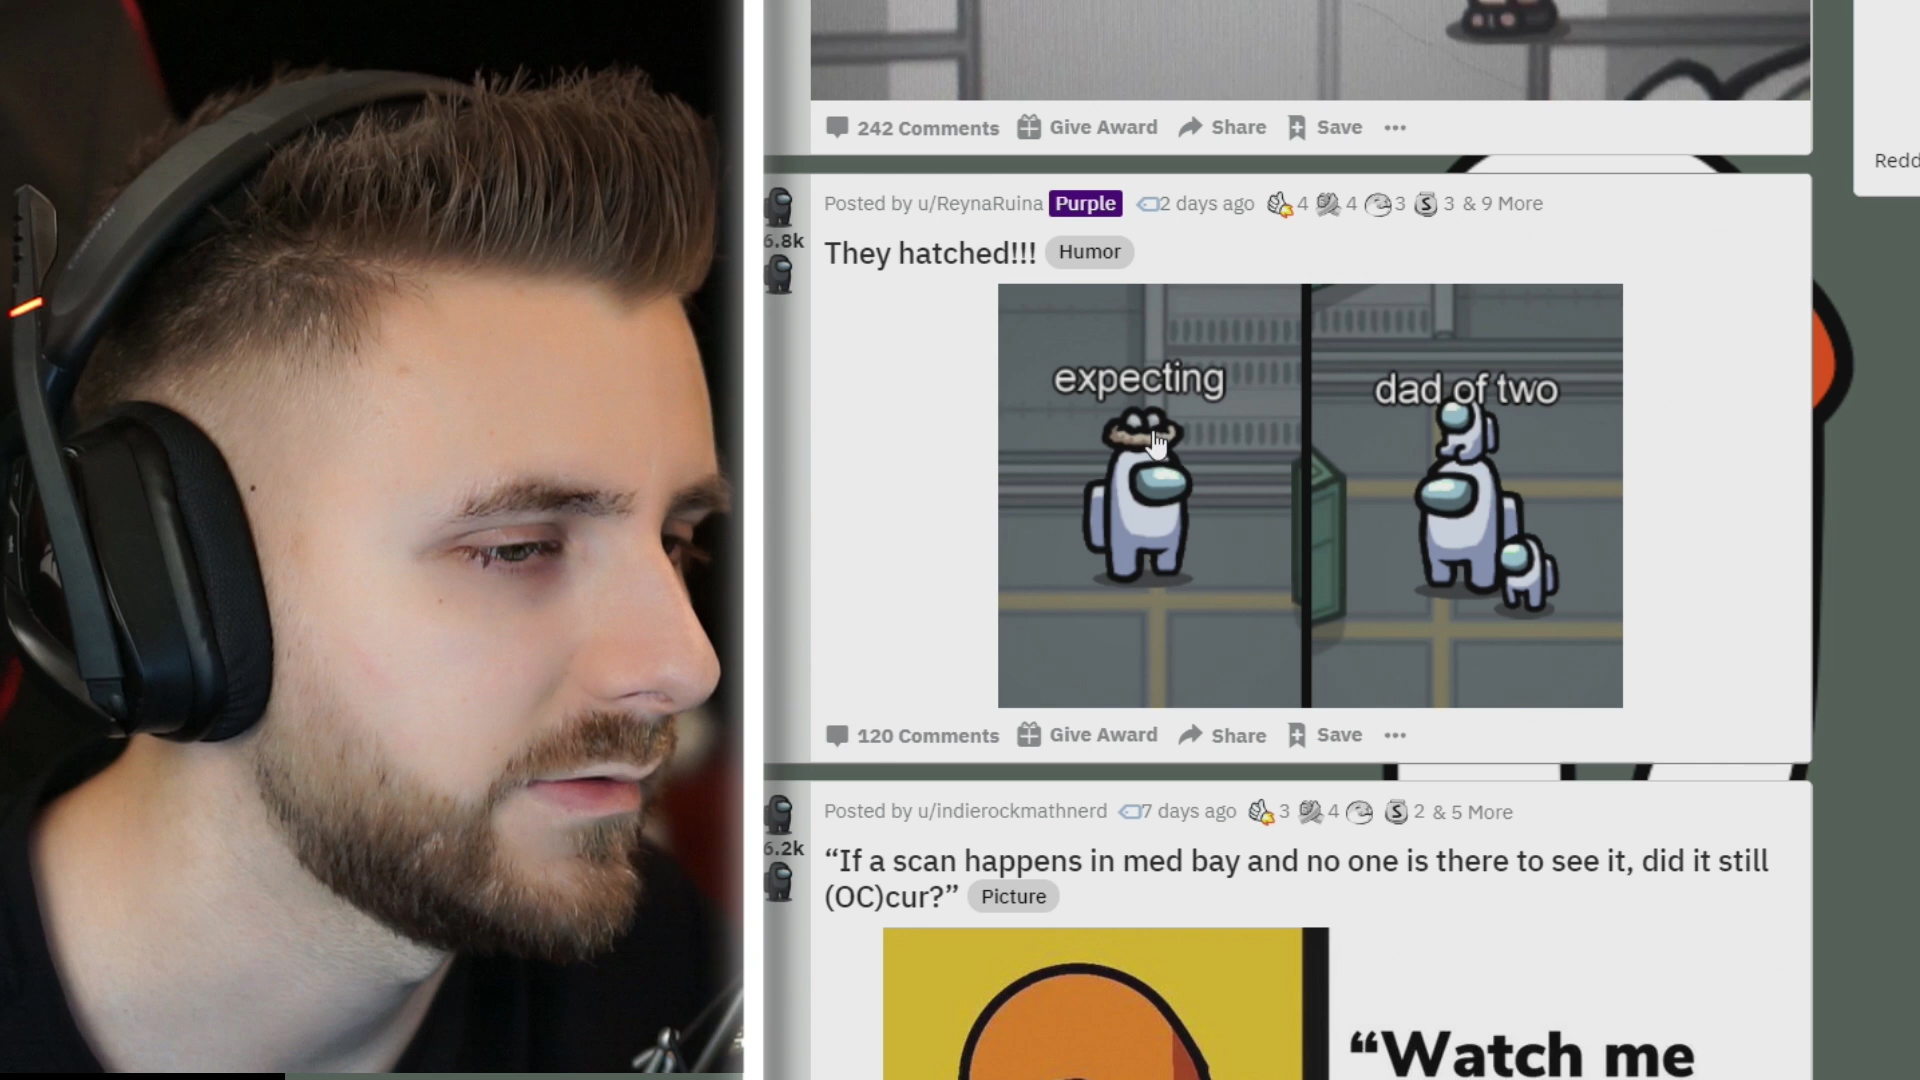 242 Comments Give Award Share Save
Redd
Posted by u/ReynaRuina Purple 2 days ago 4 4 3 3 & 9 More
6.8k
They hatched!!! Humor
expecting
dad of two
120 Comments Give Award Share Save
Posted by u/indierockmathnerd 7 days ago 3 4 2 & 5 More
6.2k
“If a scan happens in med bay and no one is there to see it, did it still
(OC)cur?” Picture
“Watch me